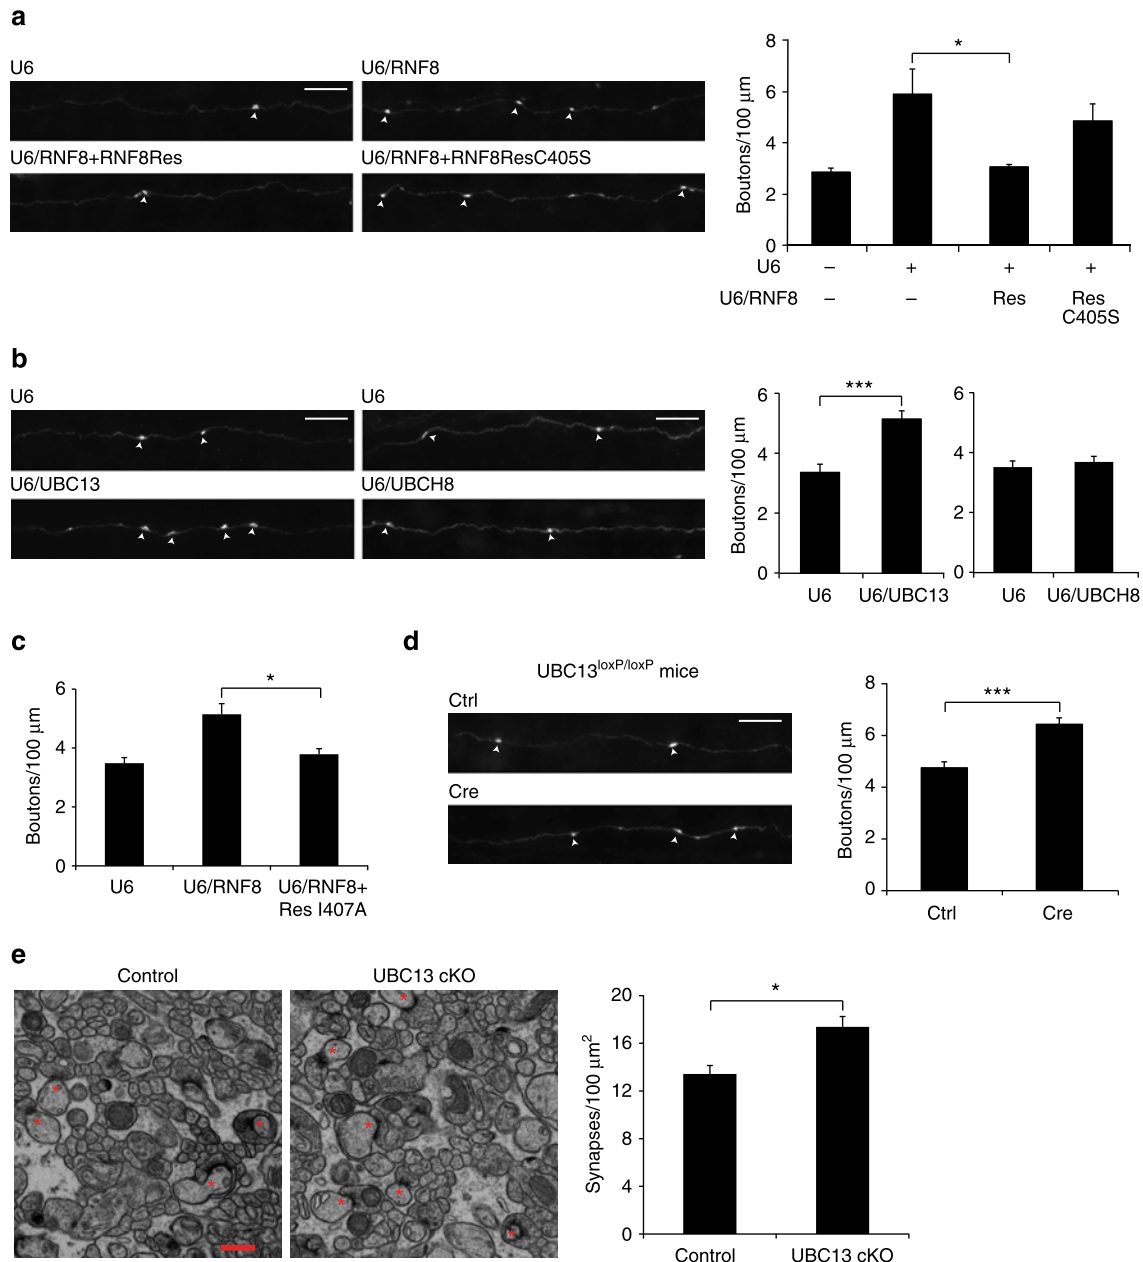 a
U6
U6/RNF8
U6/RNF8+RNF8Res
U6/RNF8+RNF8ResC405S
Boutons/100 µm
8
6
4
2
0
*
U6 – + + +
U6/RNF8 – – Res Res
C405S
b
U6
U6
U6/UBC13
U6/UBCH8
Boutons/100 µm
6
4
2
0
***
U6 U6/UBC13
6
4
2
0
U6 U6/UBCH8
c
Boutons/100 µm
6
4
2
0
*
U6 U6/RNF8 U6/RNF8+
Res I407A
d
UBC13loxP/loxP mice
Ctrl
Cre
Boutons/100 µm
8
6
4
2
0
***
Ctrl Cre
e
Control
UBC13 cKO
Synapses/100 µm2
20
16
12
8
4
0
*
Control UBC13 cKO